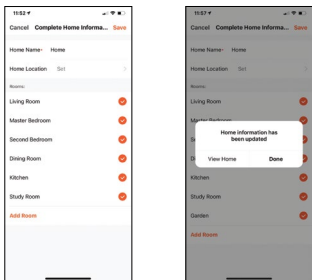 11:52
Cancel Complete Home Informa... Save
Home Name* Home
Home Location Set
Rooms:
Living Room
Master Bedroom
Second Bedroom
Dining Room
Kitchen
Study Room
Add Room
11:57
Cancel Complete Home Informa... Save
Home Name* Home
Home Location Set
Rooms:
Living Room
Master Bedroom
Home information has
been updated
View Home Done
Kitchen
Study Room
Garden
Add Room